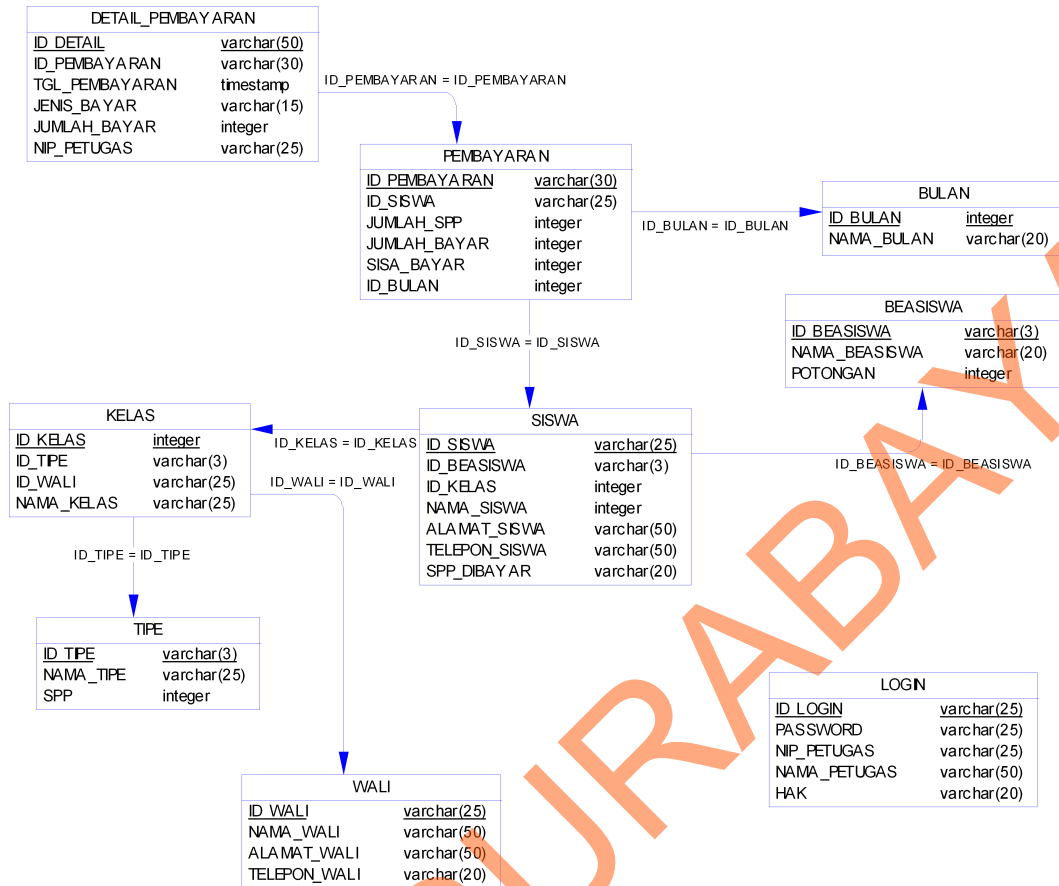 DETAIL_PEMBAYARAN
ID_DETAIL varchar(50)
ID_PEMBAYARAN varchar(30)
TGL_PEMBAYARAN timestamp
JENIS_BAYAR varchar(15)
JUMLAH_BAYAR integer
NIP_PETUGAS varchar(25)
ID_PEMBAYARAN = ID_PEMBAYARAN
PEMBAYARAN
ID_PEMBAYARAN varchar(30)
ID_SISWA varchar(25)
JUMLAH_SPP integer
JUMLAH_BAYAR integer
SISA_BAYAR integer
ID_BULAN integer
ID_BULAN = ID_BULAN
BULAN
ID_BULAN integer
NAMA_BULAN varchar(20)
BEASISWA
ID_BEASISWA varchar(3)
NAMA_BEASISWA varchar(20)
POTONGAN integer
ID_SISWA = ID_SISWA
KELAS
ID_KELAS integer
ID_TIPE varchar(3)
ID_WALI varchar(25)
NAMA_KELAS varchar(25)
ID_KELAS = ID_KELAS
ID_WALI = ID_WALI
SISWA
ID_SISWA varchar(25)
ID_BEASISWA varchar(3)
ID_KELAS integer
NAMA_SISWA integer
ALAMAT_SISWA varchar(50)
TELEPON_SISWA varchar(50)
SPP_DIBAYAR varchar(20)
ID_BEASISWA = ID_BEASISWA
ID_TIPE = ID_TIPE
TIPE
ID_TIPE varchar(3)
NAMA_TIPE varchar(25)
SPP integer
LOGIN
ID_LOGIN varchar(25)
PASSWORD varchar(25)
NIP_PETUGAS varchar(25)
NAMA_PETUGAS varchar(50)
HAK varchar(20)
WALI
ID_WALI varchar(25)
NAMA_WALI varchar(50)
ALAMAT_WALI varchar(50)
TELEPON_WALI varchar(20)
SURABAYA